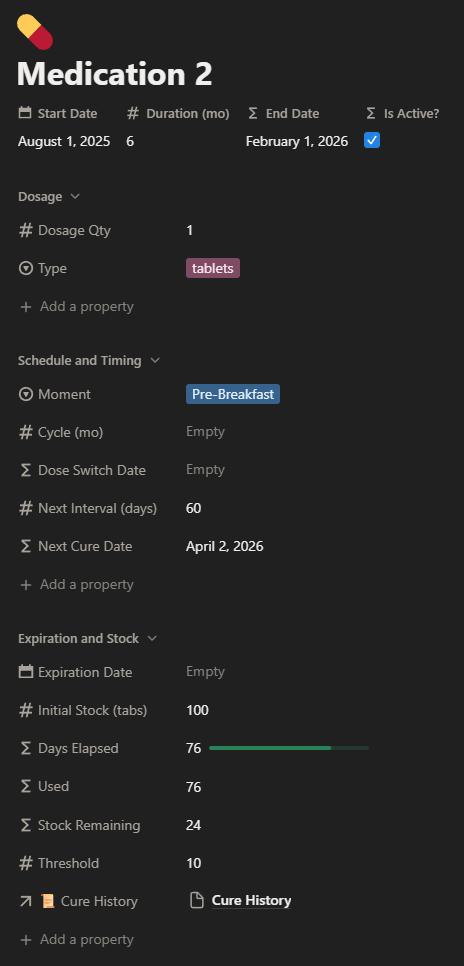 Medication 2
Start Date Duration (mo) End Date Is Active?
August 1, 2025 6 February 1, 2026
Dosage
Dosage Qty 1
Type tablets
Add a property
Schedule and Timing
Moment Pre-Breakfast
Cycle (mo) Empty
Dose Switch Date Empty
Next Interval (days) 60
Next Cure Date April 2, 2026
Add a property
Expiration and Stock
Expiration Date Empty
Initial Stock (tabs) 100
Days Elapsed 76
Used 76
Stock Remaining 24
Threshold 10
Cure History Cure History
Add a property